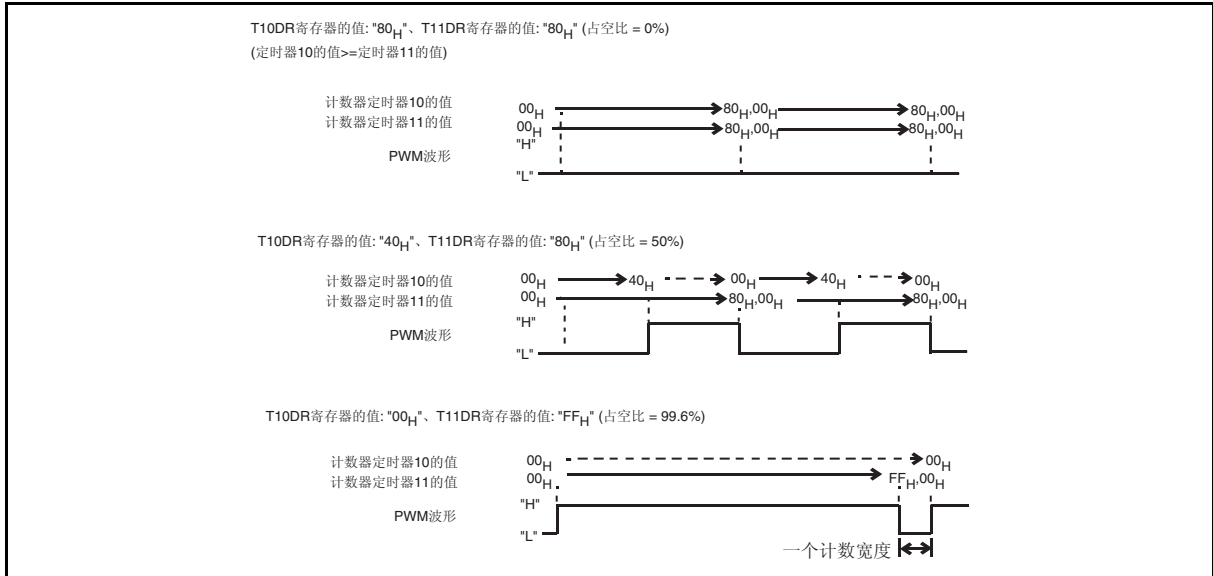 T10DR寄存器的值: "80H"、T11DR寄存器的值: "80H" (占空比 = 0%)
(定时器10的值>=定时器11的值)
计数器定时器10的值 00H 80H,00H 80H,00H
计数器定时器11的值 00H 80H,00H 80H,00H
"H"
PWM波形
"L"
T10DR寄存器的值: "40H"、T11DR寄存器的值: "80H" (占空比 = 50%)
计数器定时器10的值 00H 40H 00H 40H 00H
计数器定时器11的值 00H 80H,00H 80H,00H
"H"
PWM波形
"L"
T10DR寄存器的值: "00H"、T11DR寄存器的值: "FFH" (占空比 = 99.6%)
计数器定时器10的值 00H 00H
计数器定时器11的值 00H FFH,00H
"H"
PWM波形
"L"
一个计数宽度